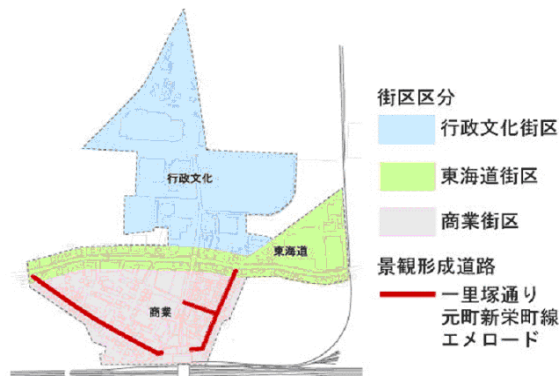 行政文化
東海道
商業
街区区分
行政文化街区
東海道街区
商業街区
景観形成道路
一里塚通り
元町新栄町線
エメロード